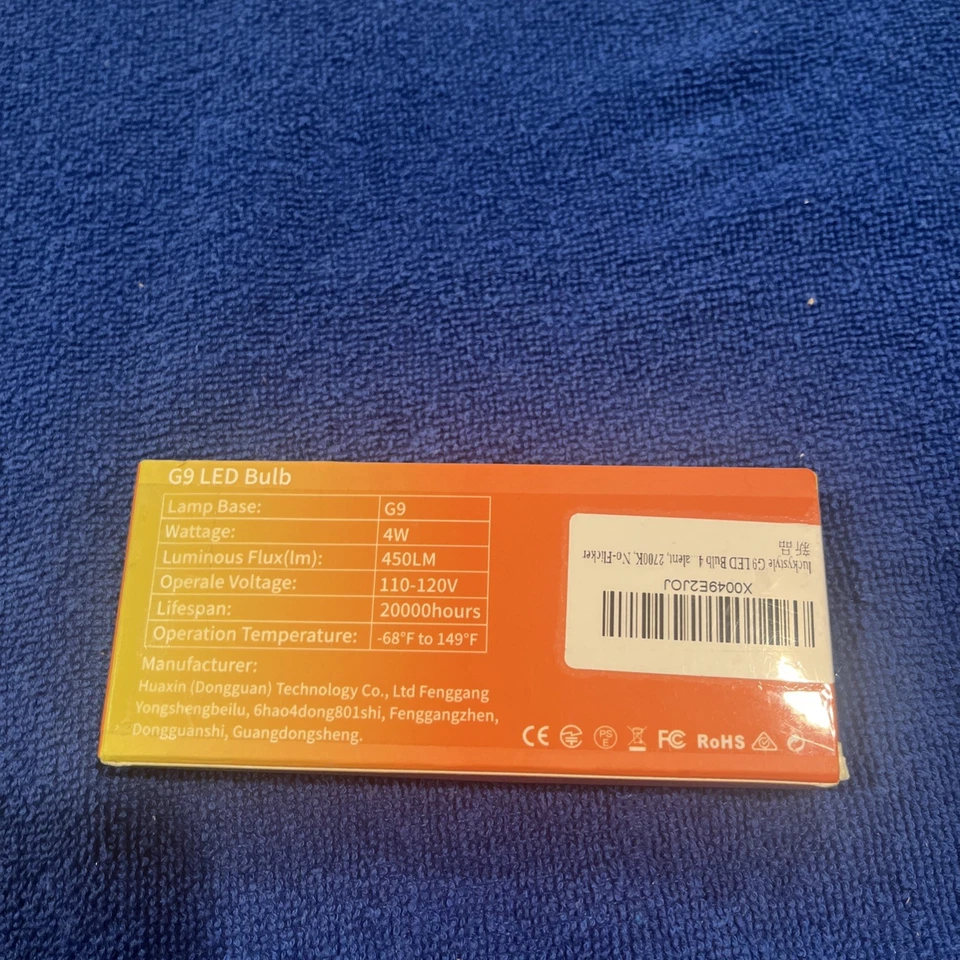 G9 LED Bulb
Lamp Base: G9
Wattage: 4W
Luminous Flux(lm): 450LM
Operale Voltage: 110-120V
Lifespan: 20000hours
Operation Temperature: -68°F to 149°F
Manufacturer:
Huaxin (Dongguan) Technology Co., Ltd Fenggang
Yongshengbeilu, 6hao4dong801shi, Fenggangzhen,
Dongguanshi, Guangdongsheng.
CE PSE FC RoHS
X0049E2JOJ
luckystyle G9 LED Bulb 4 alent, 2700K, No-Flicker
新品